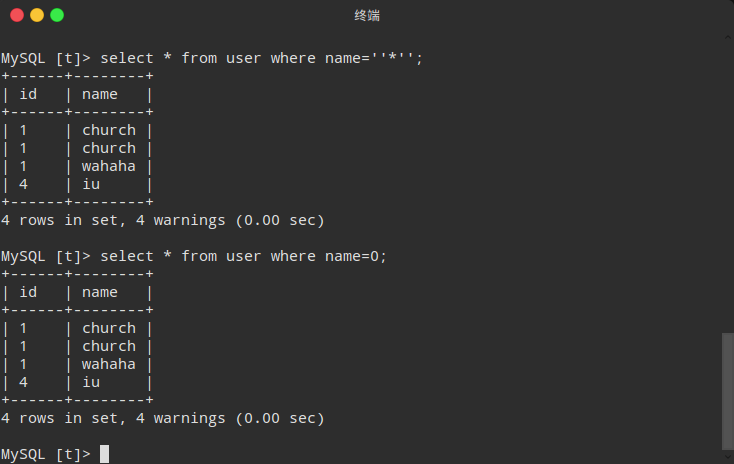 终端
MySQL [t]> select * from user where name=''*'';
+------+--------+
| id   | name   |
+------+--------+
| 1    | church |
| 1    | church |
| 1    | wahaha |
| 4    | iu     |
+------+--------+
4 rows in set, 4 warnings (0.00 sec)
MySQL [t]> select * from user where name=0;
+------+--------+
| id   | name   |
+------+--------+
| 1    | church |
| 1    | church |
| 1    | wahaha |
| 4    | iu     |
+------+--------+
4 rows in set, 4 warnings (0.00 sec)
MySQL [t]>